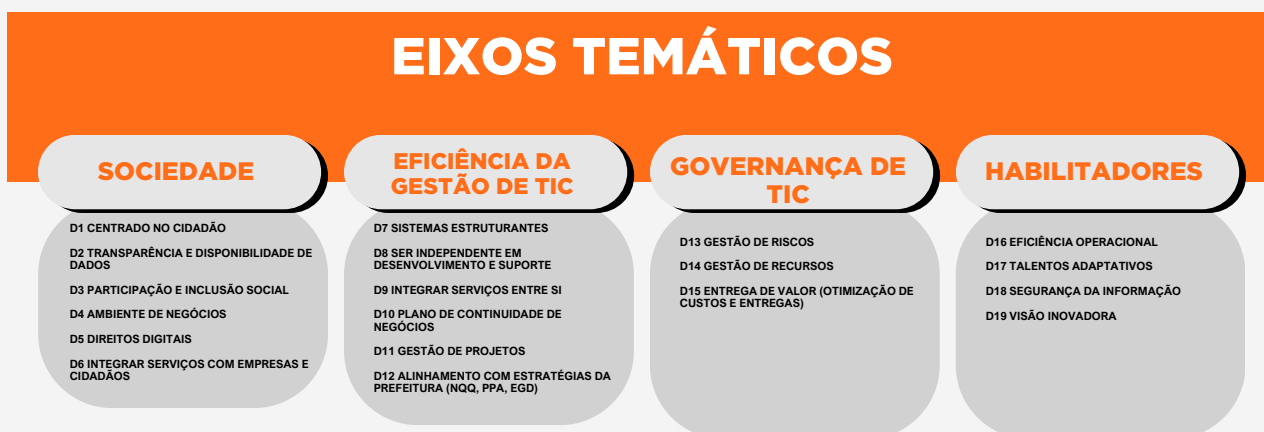 EIXOS TEMÁTICOS
SOCIEDADE
D1 CENTRADO NO CIDADÃO
D2 TRANSPARÊNCIA E DISPONIBILIDADE DE
DADOS
D3 PARTICIPAÇÃO E INCLUSÃO SOCIAL
D4 AMBIENTE DE NEGÓCIOS
D5 DIREITOS DIGITAIS
D6 INTEGRAR SERVIÇOS COM EMPRESAS E
CIDADÃOS
EFICIÊNCIA DA
GESTÃO DE TIC
D7 SISTEMAS ESTRUTURANTES
D8 SER INDEPENDENTE EM
DESENVOLVIMENTO E SUPORTE
D9 INTEGRAR SERVIÇOS ENTRE SI
D10 PLANO DE CONTINUIDADE DE
NEGÓCIOS
D11 GESTÃO DE PROJETOS
D12 ALINHAMENTO COM ESTRATÉGIAS DA
PREFEITURA (NQQ, PPA, EGD)
GOVERNANÇA DE
TIC
D13 GESTÃO DE RISCOS
D14 GESTÃO DE RECURSOS
D15 ENTREGA DE VALOR (OTIMIZAÇÃO DE
CUSTOS E ENTREGAS)
HABILITADORES
D16 EFICIÊNCIA OPERACIONAL
D17 TALENTOS ADAPTATIVOS
D18 SEGURANÇA DA INFORMAÇÃO
D19 VISÃO INOVADORA